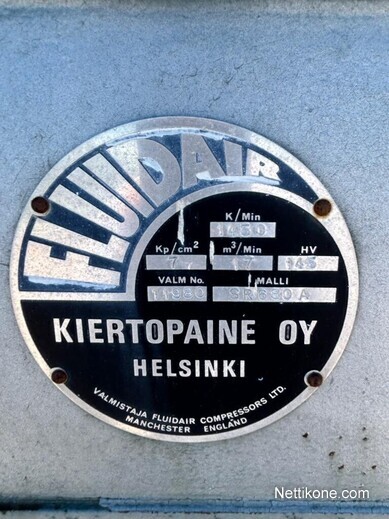 FLUIDAIR
K/Min
Kp/cm² m³/Min HV
7 145
VALM No. MALLI
KIERTOPAINE OY
HELSINKI
VALMISTAJA FLUIDAIR COMPRESSORS LTD.
MANCHESTER ENGLAND
Nettikone.com